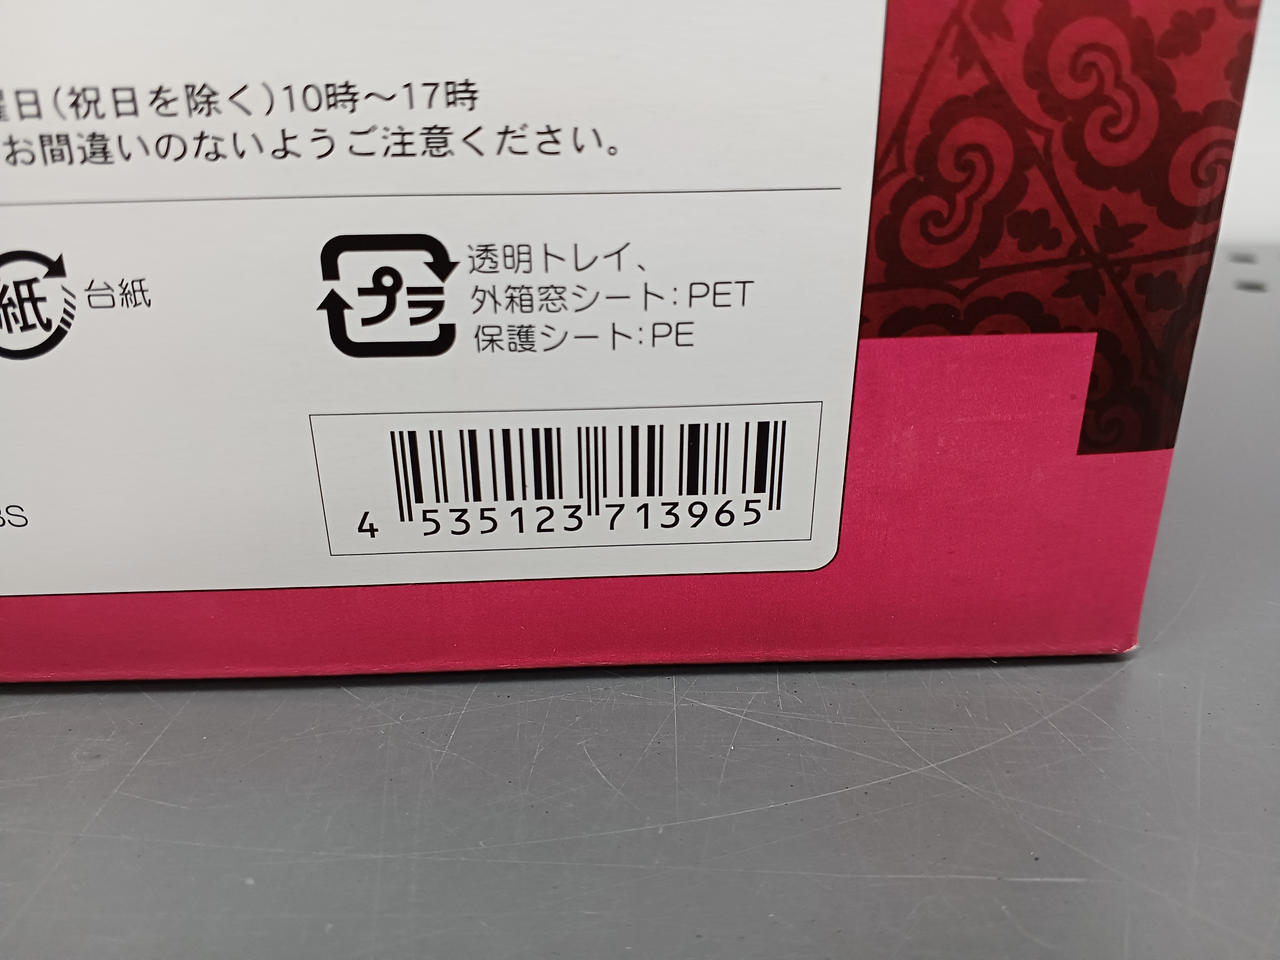 日(祝日を除く)10時～17時
お間違いのないようご注意ください。
紙 台紙
プラ 透明トレイ、
外箱窓シート:PET
保護シート:PE
4 535123 713965